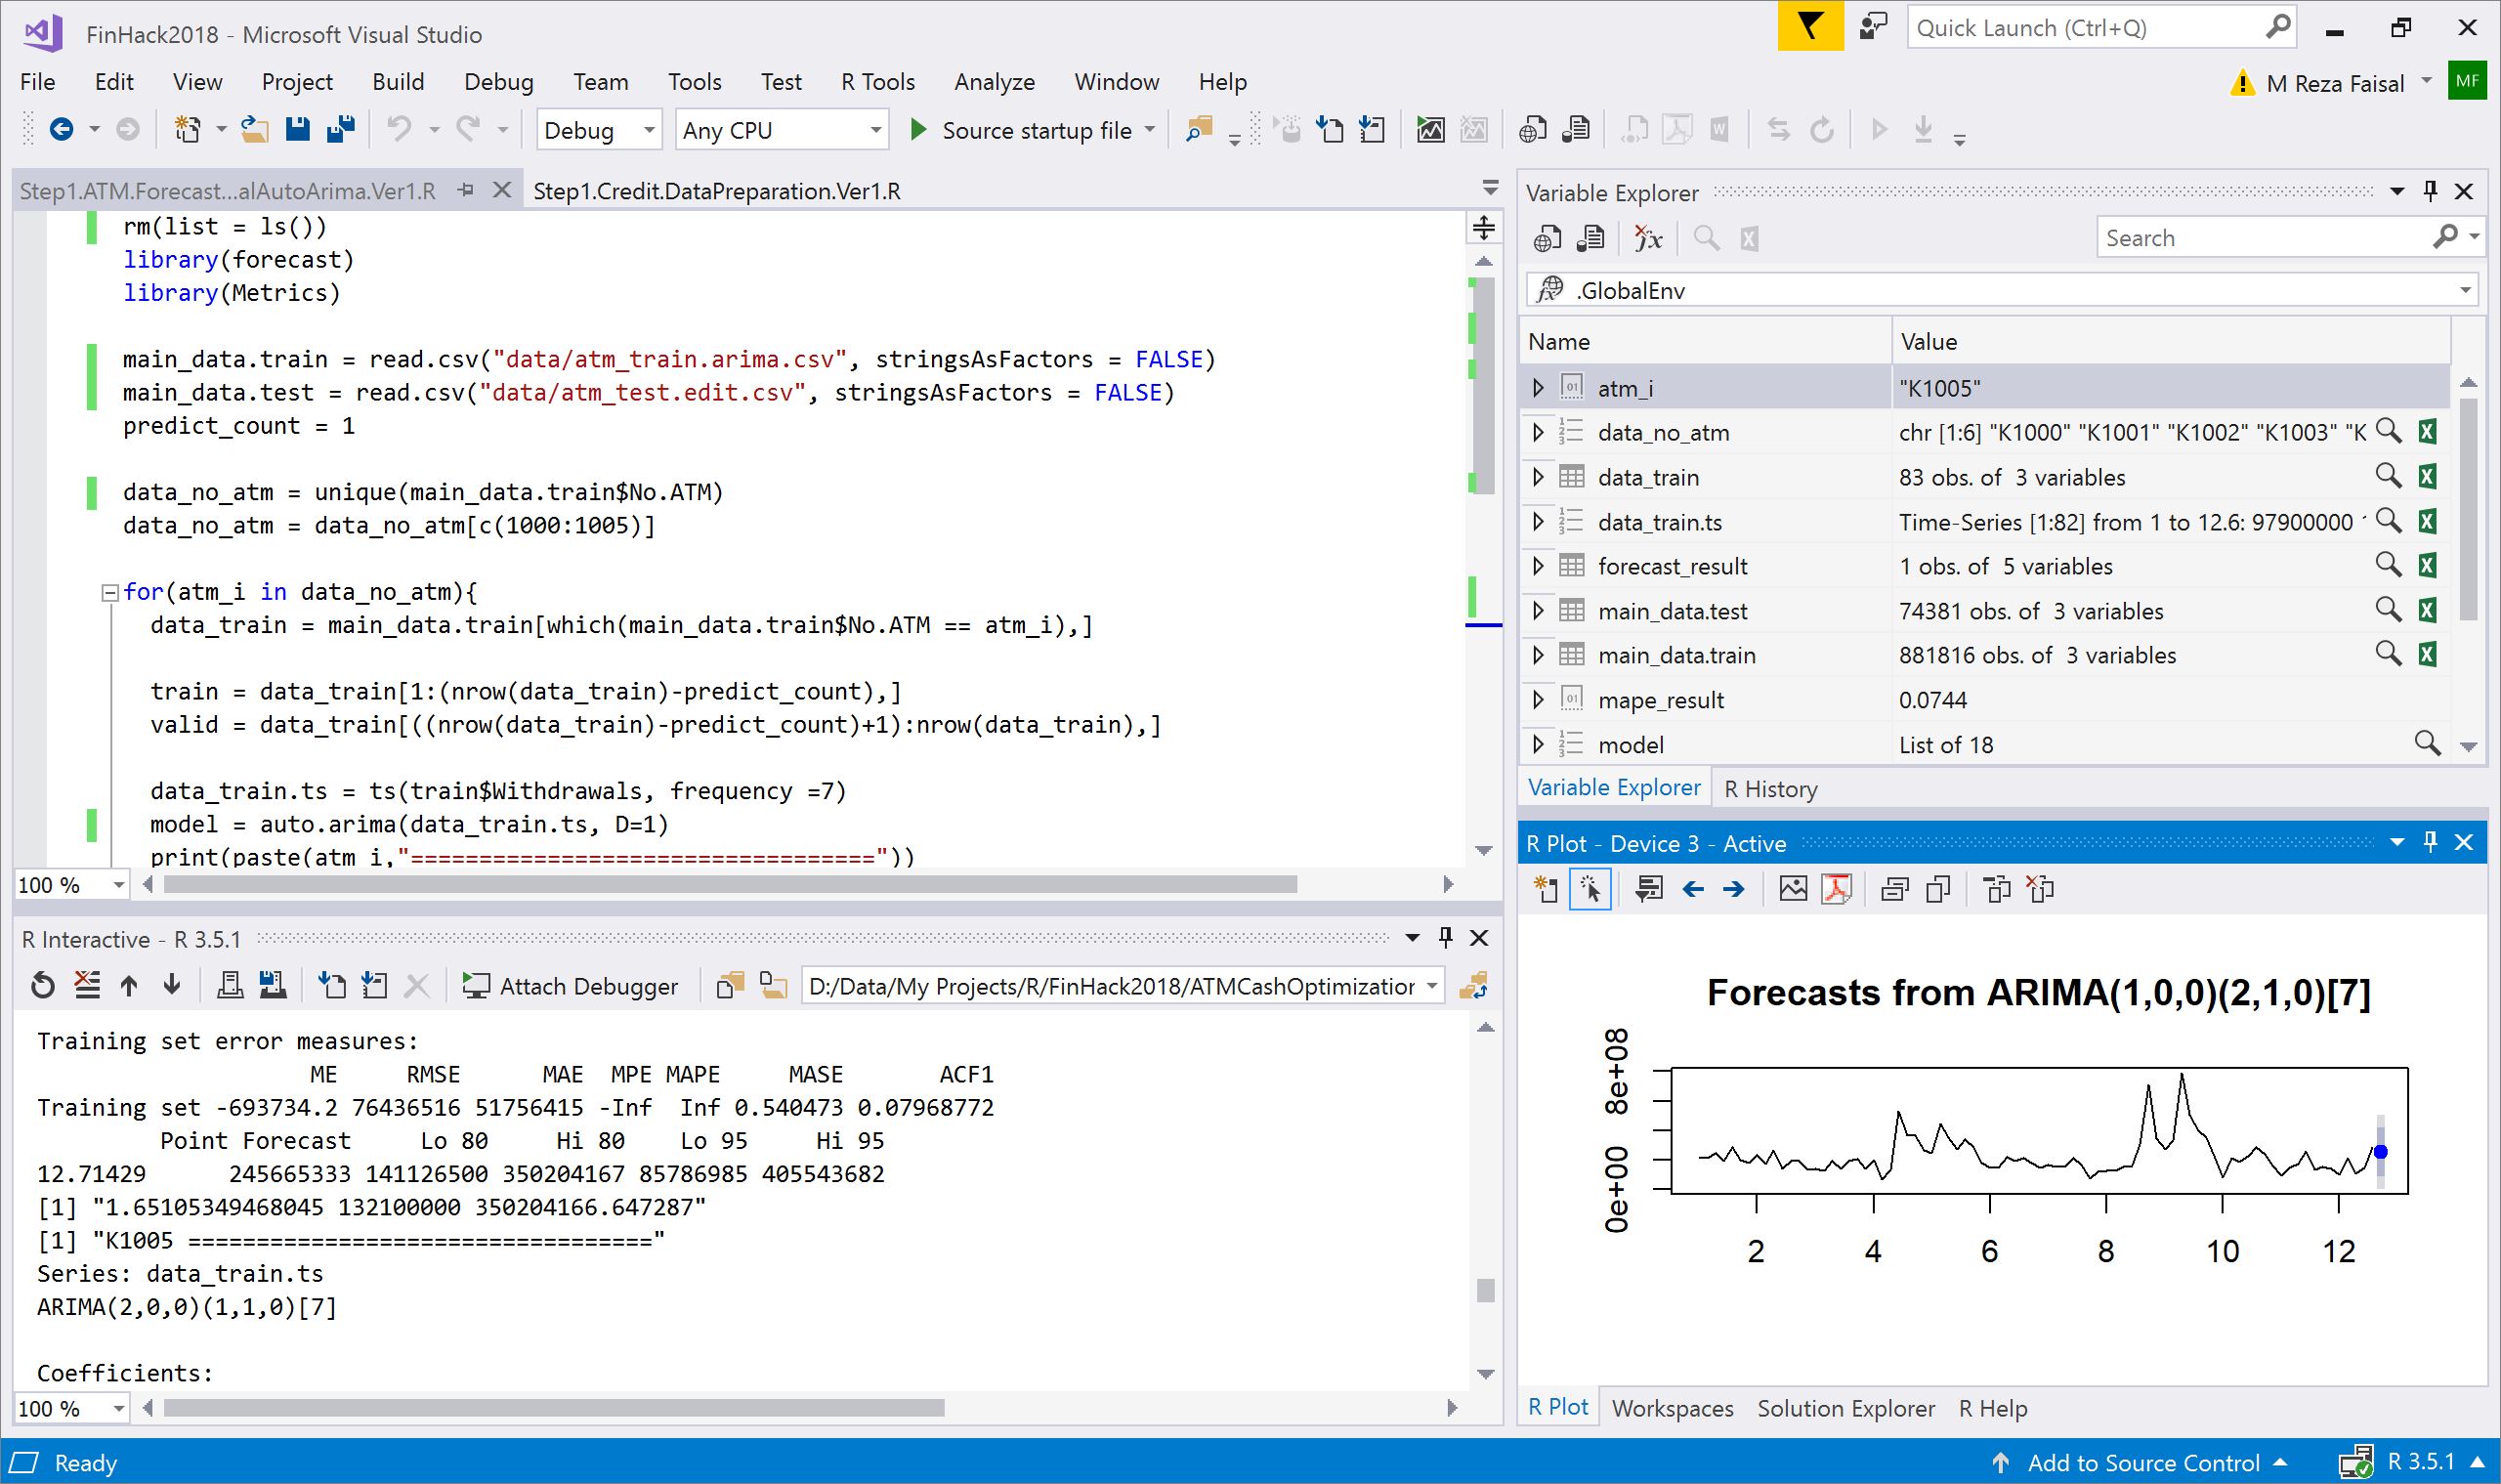 FinHack2018 - Microsoft Visual Studio
Quick Launch (Ctrl+Q)
File Edit View Project Build Debug Team Tools Test R Tools Analyze Window Help
M Reza Faisal MF
Debug Any CPU Source startup file
Step1.ATM.Forecast...alAutoArima.Ver1.R Step1.Credit.DataPreparation.Ver1.R
rm(list = ls())
library(forecast)
library(Metrics)
main_data.train = read.csv("data/atm_train.arima.csv", stringsAsFactors = FALSE)
main_data.test = read.csv("data/atm_test.edit.csv", stringsAsFactors = FALSE)
predict_count = 1
data_no_atm = unique(main_data.train$No.ATM)
data_no_atm = data_no_atm[c(1000:1005)]
for(atm_i in data_no_atm){
data_train = main_data.train[which(main_data.train$No.ATM == atm_i),]
train = data_train[1:(nrow(data_train)-predict_count),]
valid = data_train[((nrow(data_train)-predict_count)+1):nrow(data_train),]
data_train.ts = ts(train$Withdrawals, frequency =7)
model = auto.arima(data_train.ts, D=1)
print(paste(atm_i,"=================================="))
100 %
R Interactive - R 3.5.1
Attach Debugger D:/Data/My Projects/R/FinHack2018/ATMCashOptimization
Training set error measures:
ME RMSE MAE MPE MAPE MASE ACF1
Training set -693734.2 76436516 51756415 -Inf Inf 0.540473 0.07968772
Point Forecast Lo 80 Hi 80 Lo 95 Hi 95
12.71429 245665333 141126500 350204167 85786985 405543682
[1] "1.65105349468045 132100000 350204166.647287"
[1] "K1005 =================================="
Series: data_train.ts
ARIMA(2,0,0)(1,1,0)[7]
Coefficients:
100 %
Variable Explorer
Search
.GlobalEnv
Name Value
atm_i "K1005"
data_no_atm chr [1:6] "K1000" "K1001" "K1002" "K1003" "K
data_train 83 obs. of 3 variables
data_train.ts Time-Series [1:82] from 1 to 12.6: 97900000
forecast_result 1 obs. of 5 variables
main_data.test 74381 obs. of 3 variables
main_data.train 881816 obs. of 3 variables
mape_result 0.0744
model List of 18
Variable Explorer R History
R Plot - Device 3 - Active
Forecasts from ARIMA(1,0,0)(2,1,0)[7]
8e+08
0e+00
2 4 6 8 10 12
R Plot Workspaces Solution Explorer R Help
Ready Add to Source Control R 3.5.1